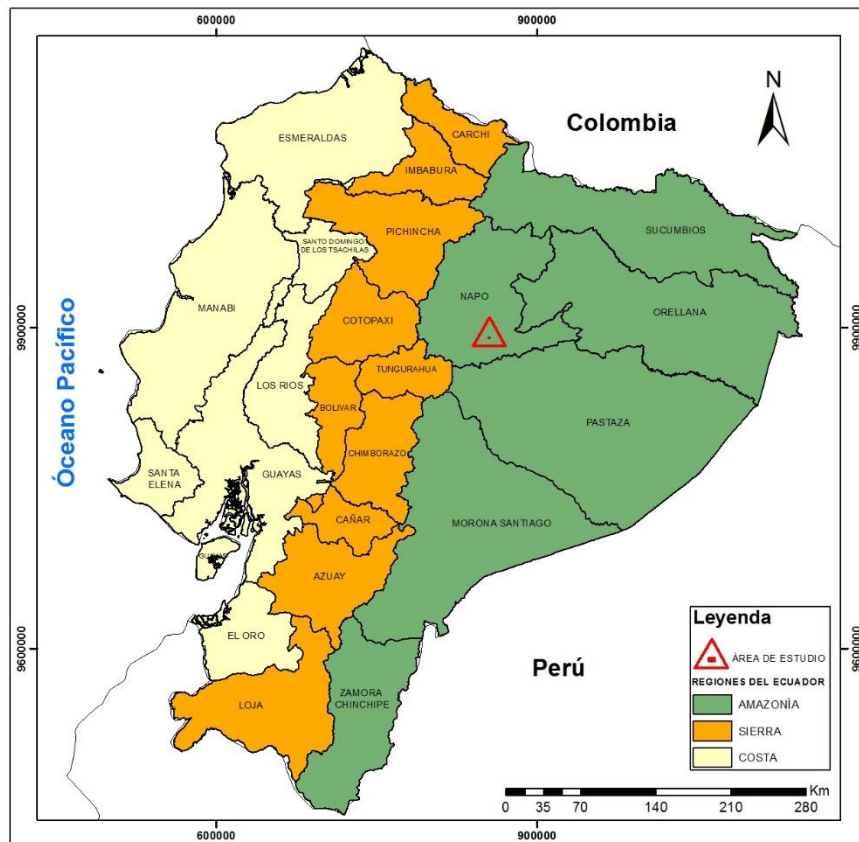 600000
900000
N
Colombia
CARCHI
ESMERALDAS
IMBABURA
SUCUMBIOS
PICHINCHA
SANTO DOMINGO
DE LOS TSACHILAS
NAPO
MANABI
ORELLANA
COTOPAXI
9900000
9900000
Óceano Pacífico
TUNGURAHUA
LOS RIOS
BOLIVAR
PASTAZA
CHIMBORAZO
SANTA
ELENA
GUAYAS
CAÑAR
MORONA SANTIAGO
GUAYAS
AZUAY
EL ORO
9600000
9600000
Perú
ZAMORA
CHINCHIPE
LOJA
Leyenda
ÁREA DE ESTUDIO
REGIONES DEL ECUADOR
AMAZONÍA
SIERRA
COSTA
Km
0 35 70 140 210 280
600000
900000